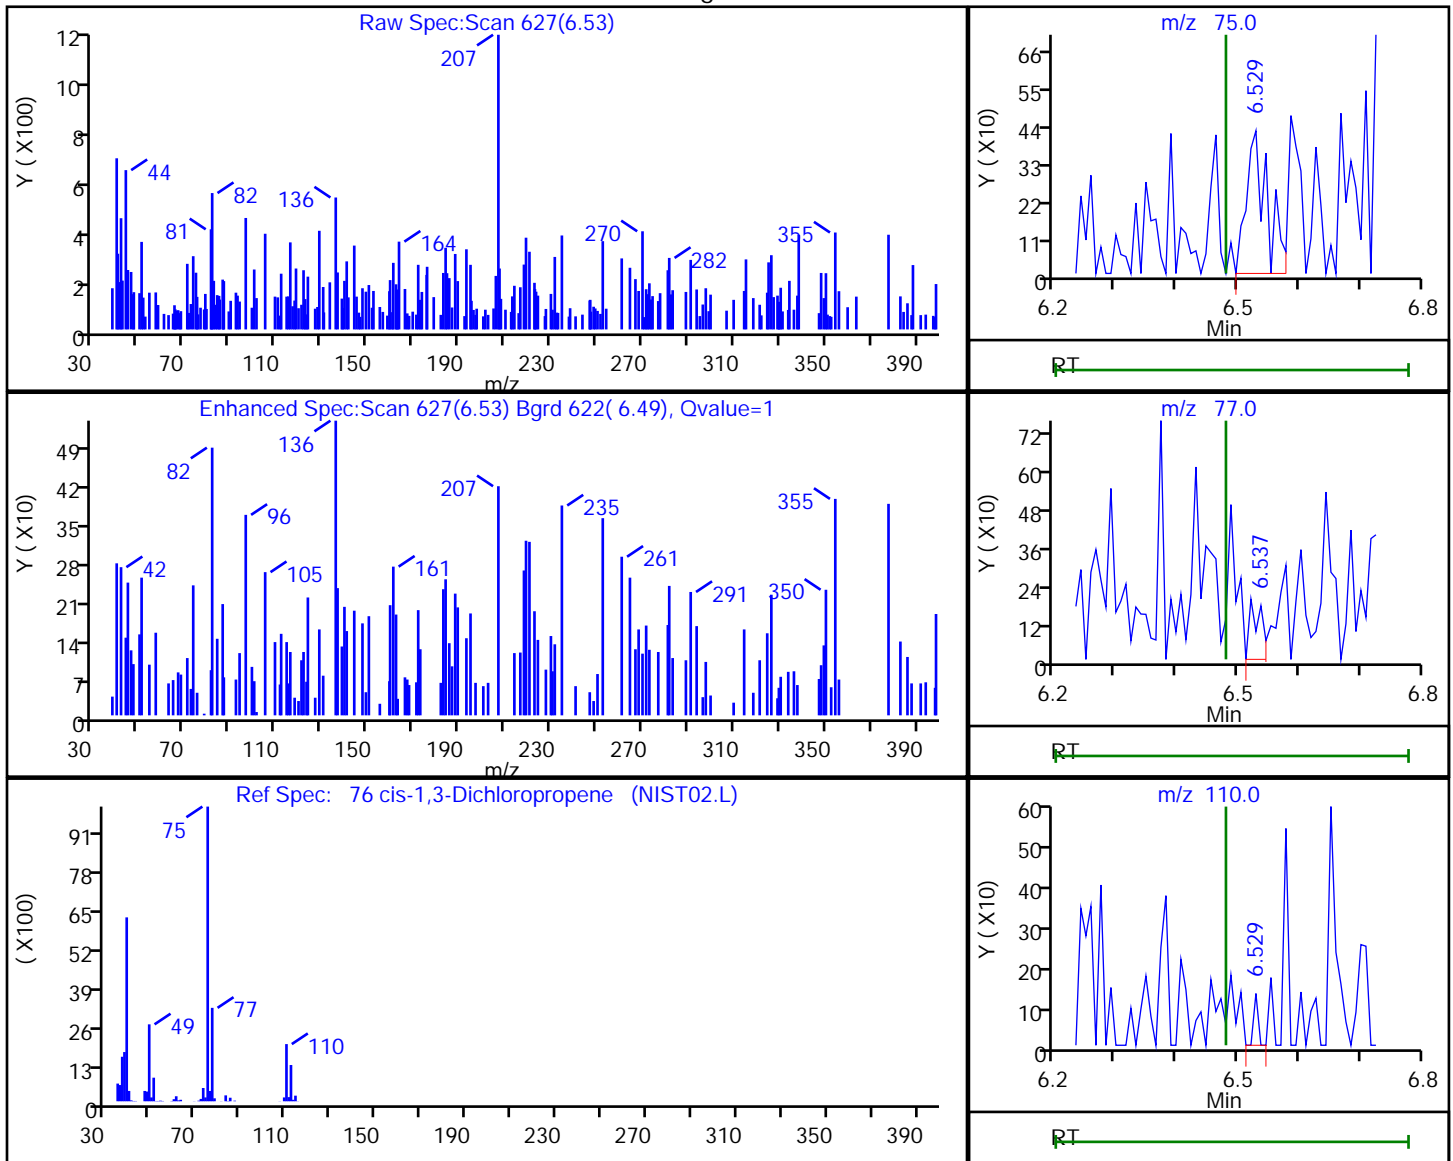 Raw Spec:Scan 627(6.53)
Y ( X100)
12
10
8
6
4
2
0
207
44
82
81
136
164
270
282
355
30 70 110 150 190 230 270 310 350 390
m/z
m/z 75.0
Y ( X10)
66
55
44
33
22
11
0
6.529
6.2 6.5 6.8
Min
RT
Enhanced Spec:Scan 627(6.53) Bgrd 622( 6.49), Qvalue=1
Y ( X10)
49
42
35
28
21
14
7
0
136
82
207
235
355
96
42
105
161
261
291
350
30 70 110 150 190 230 270 310 350 390
m/z
m/z 77.0
Y ( X10)
72
60
48
36
24
12
0
6.537
6.2 6.5 6.8
Min
RT
Ref Spec: 76 cis-1,3-Dichloropropene (NIST02.L)
( X100)
91
78
65
52
39
26
13
0
75
77
49
110
30 70 110 150 190 230 270 310 350 390
m/z 110.0
Y ( X10)
60
50
40
30
20
10
0
6.529
6.2 6.5 6.8
Min
RT